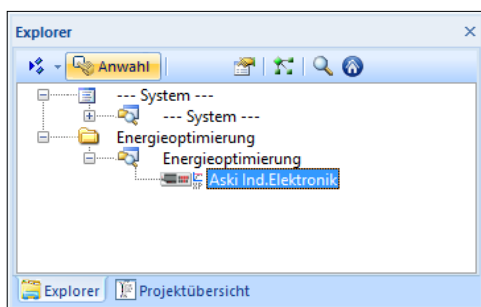 Explorer
Anwahl
--- System ---
--- System ---
Energieoptimierung
Energieoptimierung
Aski Ind.Elektronik
Explorer Projektübersicht